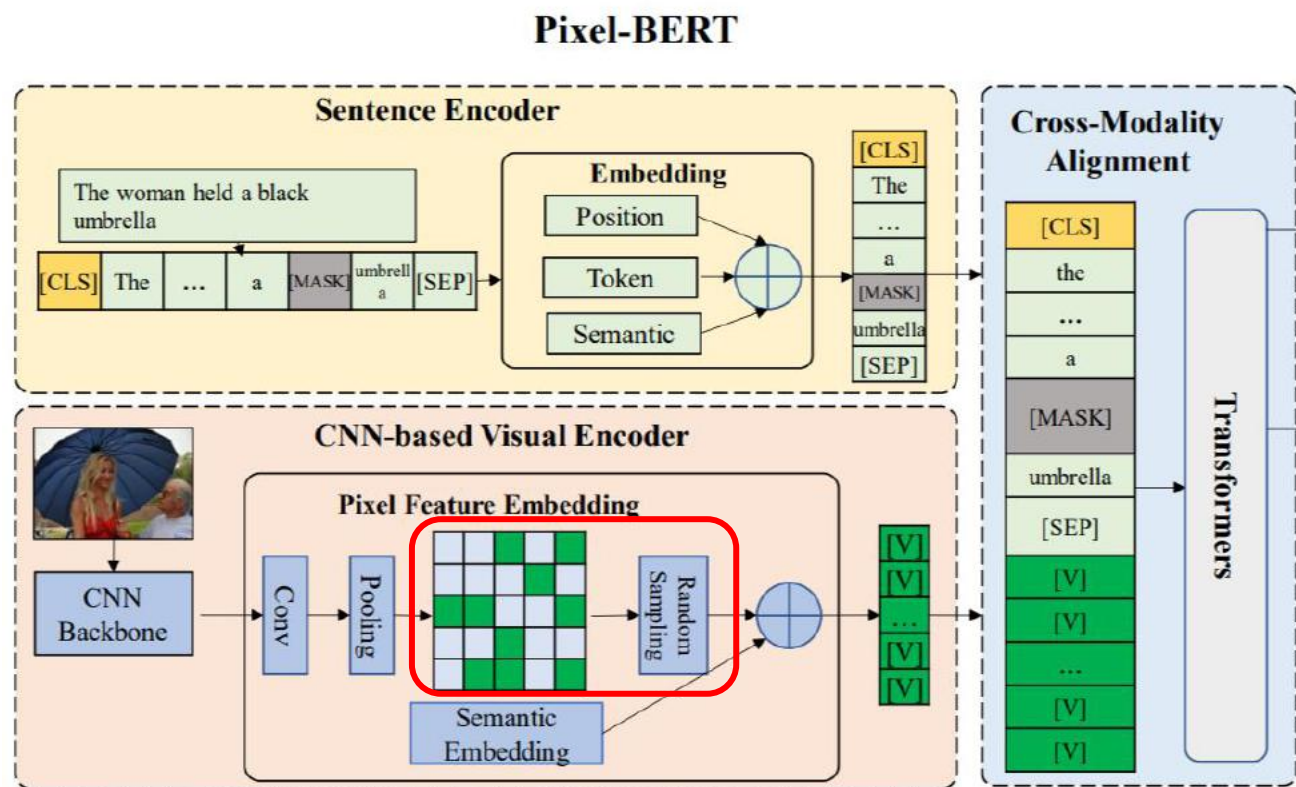 Pixel-BERT
Sentence Encoder
The woman held a black
umbrella
[CLS]
The
...
a
[MASK]
umbrell
a
[SEP]
Embedding
Position
Token
Semantic
[CLS]
The
...
a
[MASK]
umbrella
[SEP]
CNN-based Visual Encoder
CNN
Backbone
Pixel Feature Embedding
Conv
Pooling
Random
Sampling
Semantic
Embedding
[V]
[V]
...
[V]
[V]
Cross-Modality
Alignment
[CLS]
the
...
a
[MASK]
umbrella
[SEP]
[V]
[V]
...
[V]
[V]
Transformers